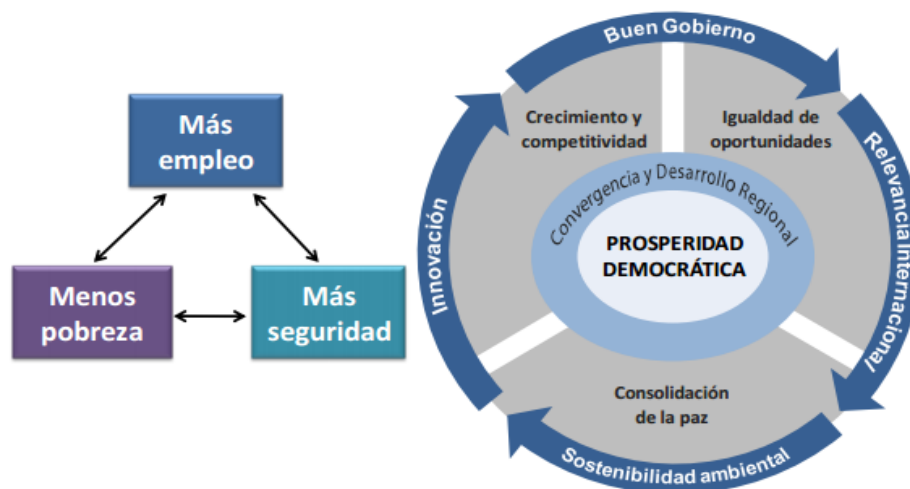 Más
empleo
Menos
pobreza
Más
seguridad
Buen Gobierno
Crecimiento y
competitividad
Igualdad de
oportunidades
Innovación
Relevancia Internacional
Convergencia y Desarrollo Regional
PROSPERIDAD
DEMOCRÁTICA
Consolidación
de la paz
Sostenibilidad ambiental